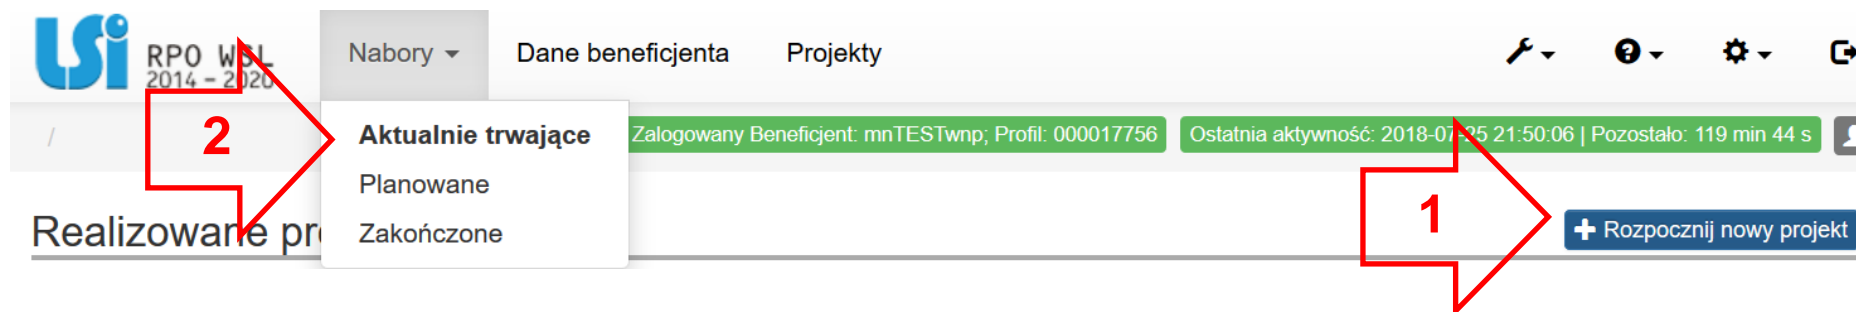 LSi RPO WSL
2014 - 2020
Nabory
Dane beneficjenta
Projekty
/
2
Aktualnie trwające
Planowane
Zakończone
Zalogowany Beneficjent: mnTESTwnp; Profil: 000017756
Ostatnia aktywność: 2018-07-25 21:50:06 | Pozostało: 119 min 44 s
Realizowane pr
1
Rozpocznij nowy projekt